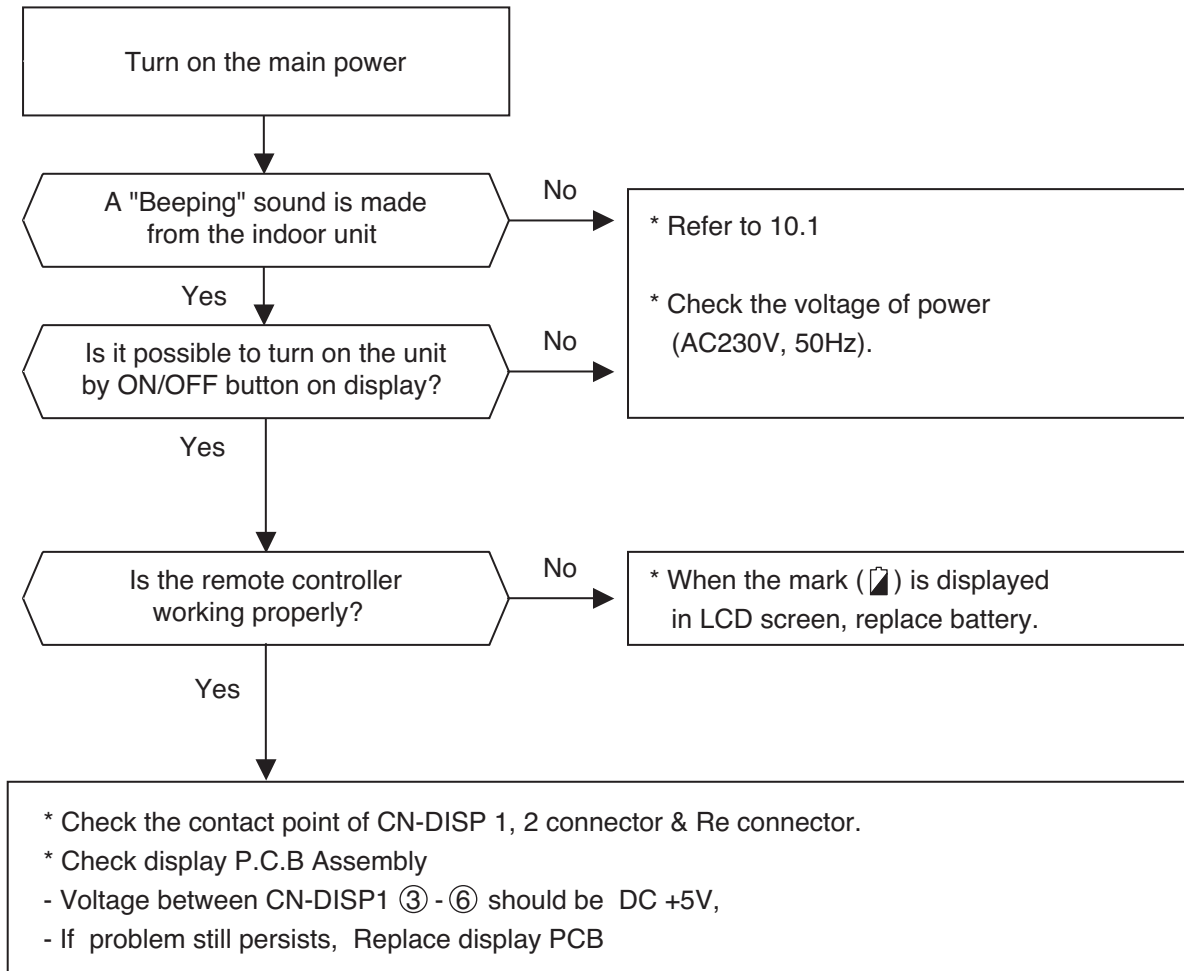 Turn on the main power
A "Beeping" sound is made
from the indoor unit
No
* Refer to 10.1
* Check the voltage of power
(AC230V, 50Hz).
Yes
Is it possible to turn on the unit
by ON/OFF button on display?
No
Yes
Is the remote controller
working properly?
No
* When the mark ( ) is displayed
in LCD screen, replace battery.
Yes
* Check the contact point of CN-DISP 1, 2 connector & Re connector.
* Check display P.C.B Assembly
- Voltage between CN-DISP1 ③ - ⑥ should be DC +5V,
- If problem still persists, Replace display PCB